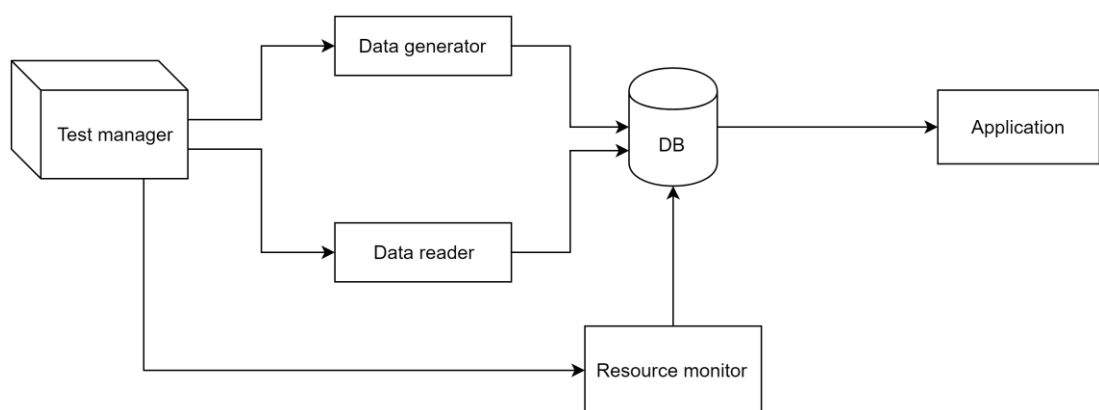 Data generator
Test manager
DB
Application
Data reader
Resource monitor